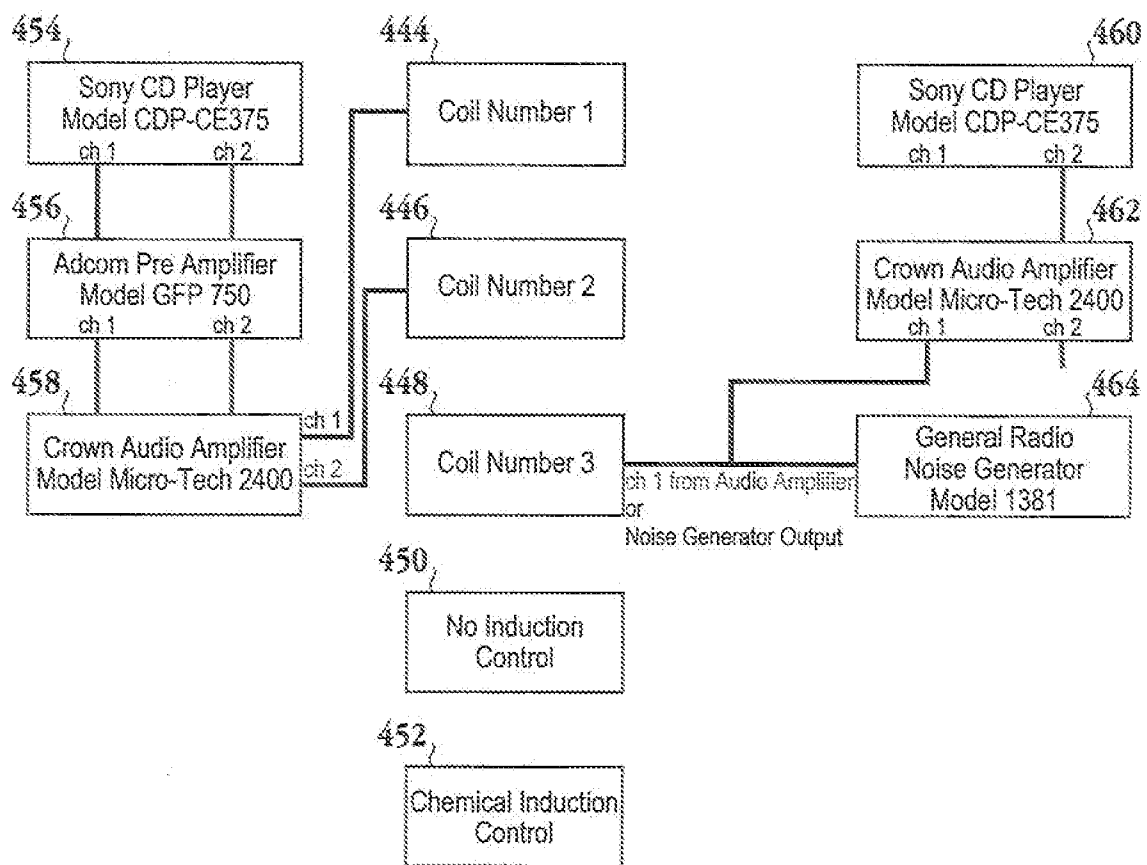 454
Sony CD Player
Model CDP-CE375
ch 1 ch 2
456
Adcom Pre Amplifier
Model GFP 750
ch 1 ch 2
458
Crown Audio Amplifier
Model Micro-Tech 2400
ch 1
ch 2
444
Coil Number 1
446
Coil Number 2
448
Coil Number 3
ch 1 from Audio Amplifier
or
Noise Generator Output
450
No Induction
Control
452
Chemical Induction
Control
460
Sony CD Player
Model CDP-CE375
ch 1 ch 2
462
Crown Audio Amplifier
Model Micro-Tech 2400
ch 1 ch 2
464
General Radio
Noise Generator
Model 1381